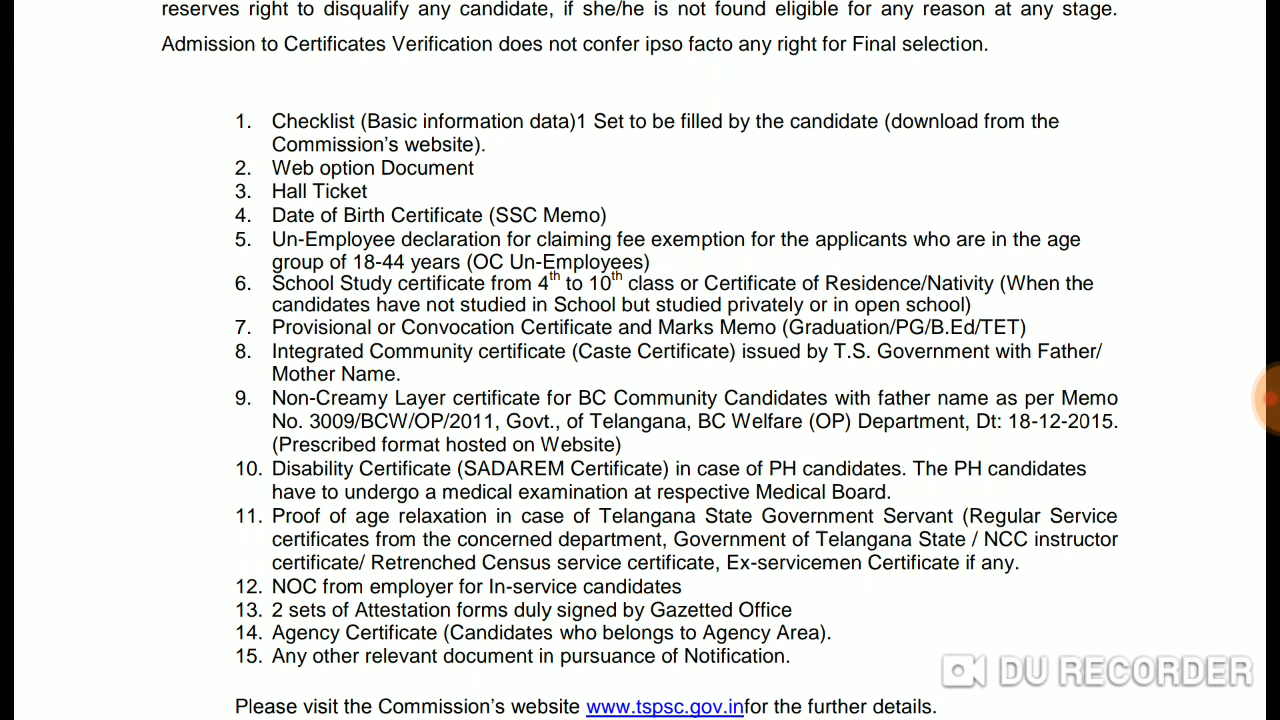 reserves right to disqualify any candidate, if she/he is not found eligible for any reason at any stage.
Admission to Certificates Verification does not confer ipso facto any right for Final selection.
1. Checklist (Basic information data)1 Set to be filled by the candidate (download from the
Commission's website).
2. Web option Document
3. Hall Ticket
4. Date of Birth Certificate (SSC Memo)
5. Un-Employee declaration for claiming fee exemption for the applicants who are in the age
group of 18-44 years (OC Un-Employees)
6. School Study certificate from 4th to 10th class or Certificate of Residence/Nativity (When the
candidates have not studied in School but studied privately or in open school)
7. Provisional or Convocation Certificate and Marks Memo (Graduation/PG/B.Ed/TET)
8. Integrated Community certificate (Caste Certificate) issued by T.S. Government with Father/
Mother Name.
9. Non-Creamy Layer certificate for BC Community Candidates with father name as per Memo
No. 3009/BCW/OP/2011, Govt., of Telangana, BC Welfare (OP) Department, Dt: 18-12-2015.
(Prescribed format hosted on Website)
10. Disability Certificate (SADAREM Certificate) in case of PH candidates. The PH candidates
have to undergo a medical examination at respective Medical Board.
11. Proof of age relaxation in case of Telangana State Government Servant (Regular Service
certificates from the concerned department, Government of Telangana State / NCC instructor
certificate/ Retrenched Census service certificate, Ex-servicemen Certificate if any.
12. NOC from employer for In-service candidates
13. 2 sets of Attestation forms duly signed by Gazetted Office
14. Agency Certificate (Candidates who belongs to Agency Area).
15. Any other relevant document in pursuance of Notification.
DU RECORDER
Please visit the Commission's website www.tspsc.gov.infor the further details.